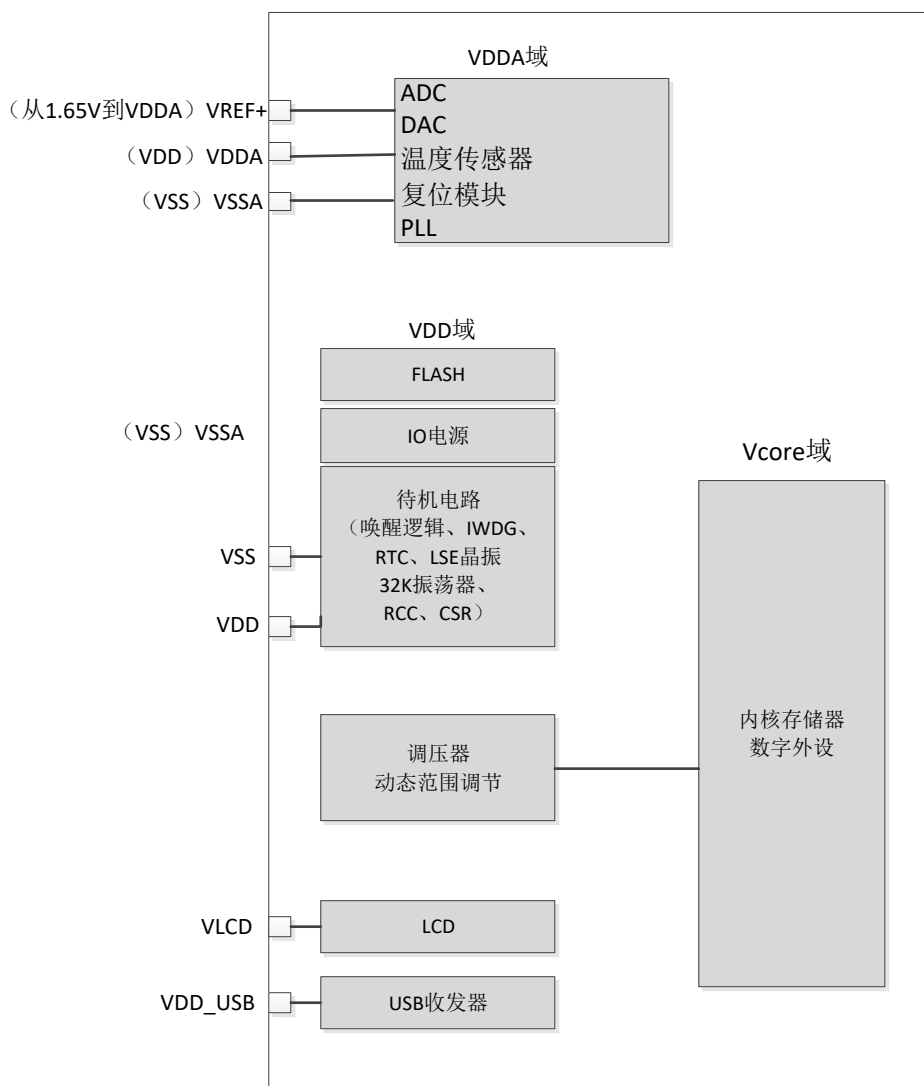 VDDA域
（从1.65V到VDDA）VREF+
（VDD）VDDA
（VSS）VSSA
ADC
DAC
温度传感器
复位模块
PLL
VDD域
FLASH
（VSS）VSSA
IO电源
待机电路
（唤醒逻辑、IWDG、
RTC、LSE晶振
32K振荡器、
RCC、CSR）
VSS
VDD
Vcore域
内核存储器
数字外设
调压器
动态范围调节
VLCD
LCD
VDD_USB
USB收发器